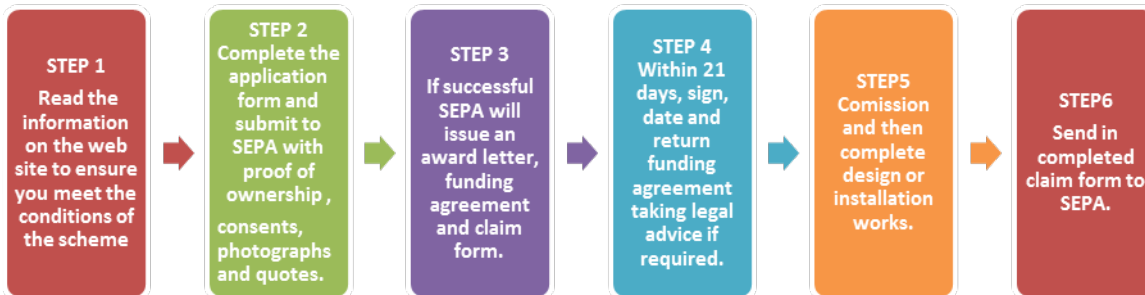 STEP 1
Read the
information
on the web
site to ensure
you meet the
conditions of
the scheme
STEP 2
Complete the
application
form and
submit to
SEPA with
proof of
ownership ,
consents,
photographs
and quotes.
STEP 3
If successful
SEPA will
issue an
award letter,
funding
agreement
and claim
form.
STEP 4
Within 21
days, sign,
date and
return
funding
agreement
taking legal
advice if
required.
STEP5
Comission
and then
complete
design or
installation
works.
STEP6
Send in
completed
claim form to
SEPA.